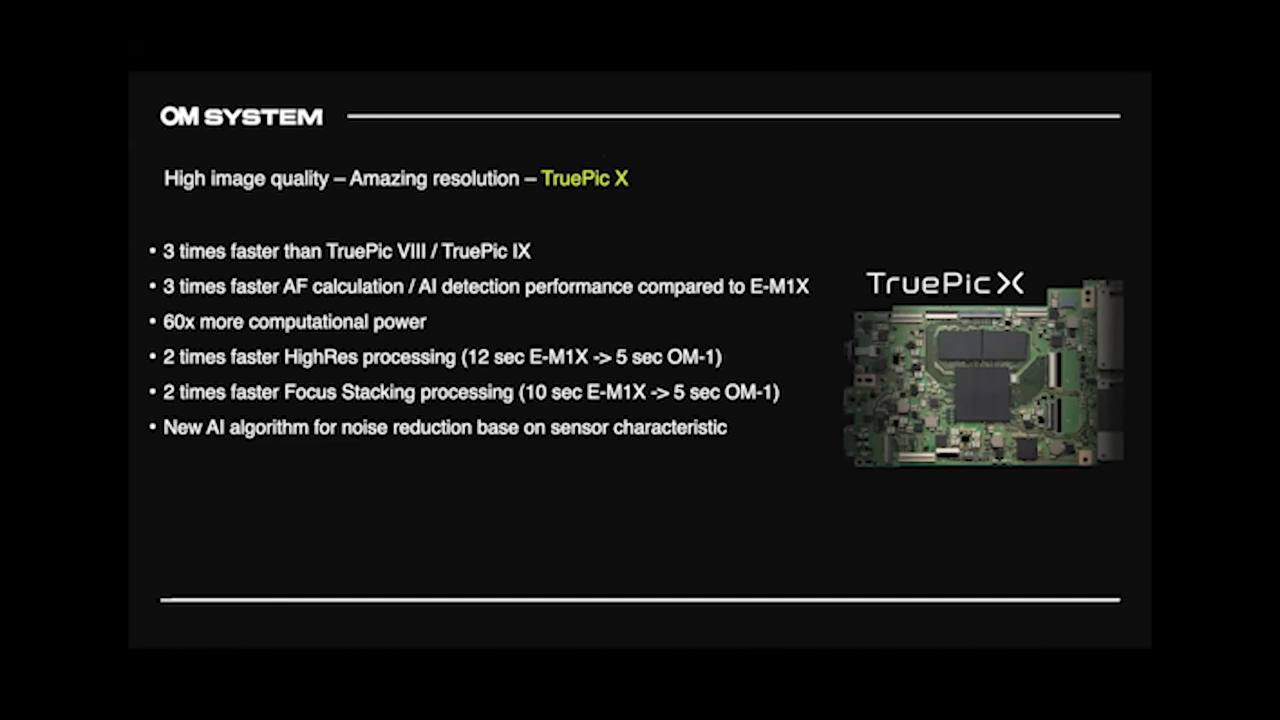 OM SYSTEM
High image quality – Amazing resolution – TruePic X
• 3 times faster than TruePic VIII / TruePic IX
• 3 times faster AF calculation / AI detection performance compared to E-M1X
• 60x more computational power
• 2 times faster HighRes processing (12 sec E-M1X -> 5 sec OM-1)
• 2 times faster Focus Stacking processing (10 sec E-M1X -> 5 sec OM-1)
• New AI algorithm for noise reduction base on sensor characteristic
TruePic X